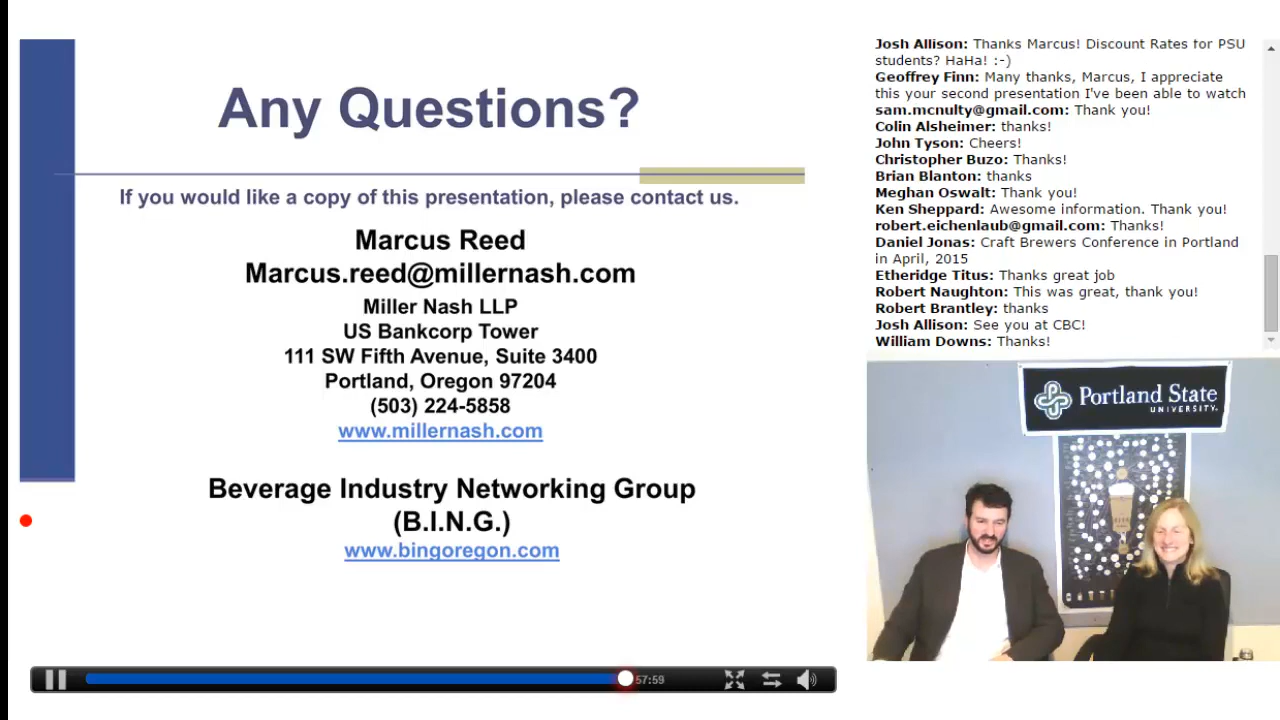 Any Questions?
If you would like a copy of this presentation, please contact us.
Marcus Reed
Marcus.reed@millernash.com
Miller Nash LLP
US Bankcorp Tower
111 SW Fifth Avenue, Suite 3400
Portland, Oregon 97204
(503) 224-5858
www.millernash.com
Beverage Industry Networking Group
(B.I.N.G.)
www.bingoregon.com
57:59
Josh Allison: Thanks Marcus! Discount Rates for PSU
students? HaHa! :-)
Geoffrey Finn: Many thanks, Marcus, I appreciate
this your second presentation I've been able to watch
sam.mcnulty@gmail.com: Thank you!
Colin Alsheimer: thanks!
John Tyson: Cheers!
Christopher Buzo: Thanks!
Brian Blanton: thanks
Meghan Oswalt: Thank you!
Ken Sheppard: Awesome information. Thank you!
robert.eichenlaub@gmail.com: Thanks!
Daniel Jonas: Craft Brewers Conference in Portland
in April, 2015
Etheridge Titus: Thanks great job
Robert Naughton: This was great, thank you!
Robert Brantley: thanks
Josh Allison: See you at CBC!
William Downs: Thanks!
Portland State
UNIVERSITY